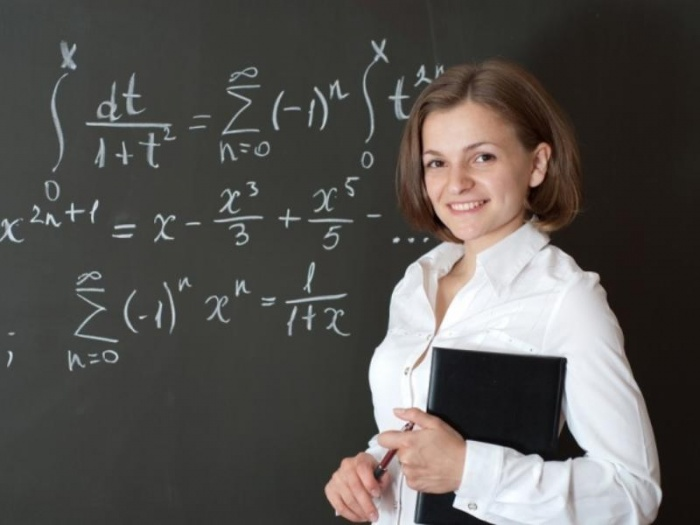 ∫₀ˣ dt/(1+t²) = ∑ₙ₌₀^∞ (-1)ⁿ ∫₀ˣ t²ⁿ
x²ⁿ⁺¹ = x - x³/3 + x⁵/5 - ...
; ∑ₙ₌₀^∞ (-1)ⁿ xⁿ = 1/(1+x)